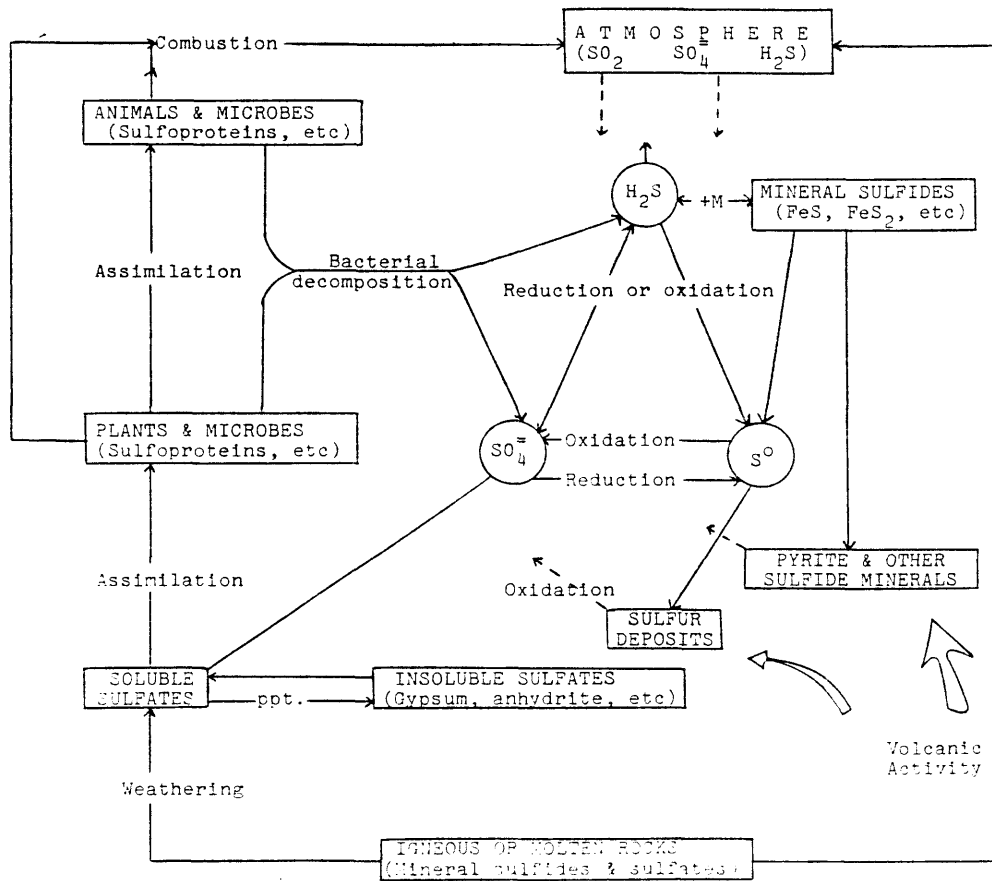 A T M O S P H E R E
Combustion
(SO₂ SO₄⁼ H₂S)
ANIMALS & MICROBES
(Sulfoproteins, etc)
H₂S
+M
MINERAL SULFIDES
(FeS, FeS₂, etc)
Assimilation
Bacterial
decomposition
Reduction or oxidation
PLANTS & MICROBES
(Sulfoproteins, etc)
SO₄⁼
Oxidation
S⁰
Reduction
Assimilation
PYRITE & OTHER
SULFIDE MINERALS
Oxidation
SULFUR
DEPOSITS
SOLUBLE
SULFATES
ppt.
INSOLUBLE SULFATES
(Gypsum, anhydrite, etc)
Volcanic
Activity
Weathering
IGNEOUS OR MOLTEN ROCKS
(Mineral sulfides & sulfates)